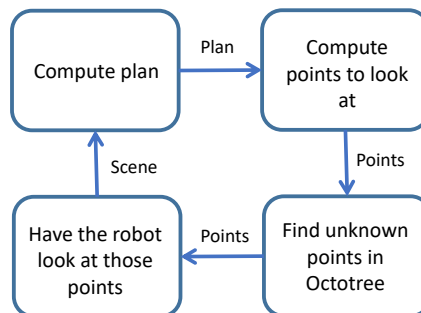 Compute plan
Plan
Compute
points to look
at
Points
Find unknown
points in
Octotree
Points
Have the robot
look at those
points
Scene